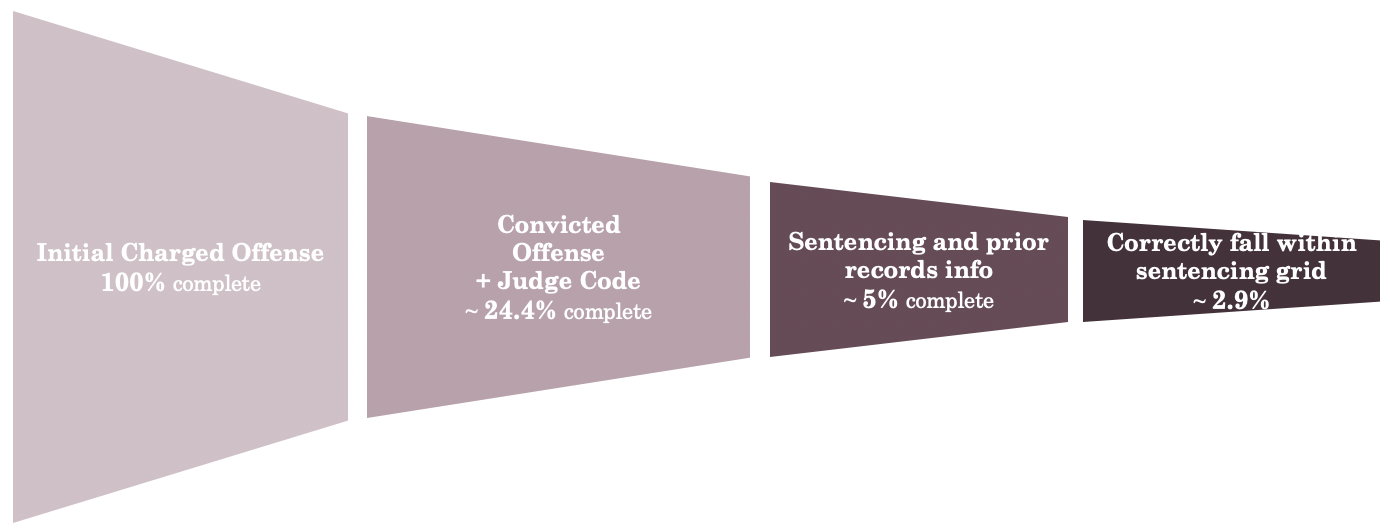 Initial Charged Offense
100% complete
Convicted
Offense
+ Judge Code
~ 24.4% complete
Sentencing and prior
records info
~ 5% complete
Correctly fall within
sentencing grid
~ 2.9%